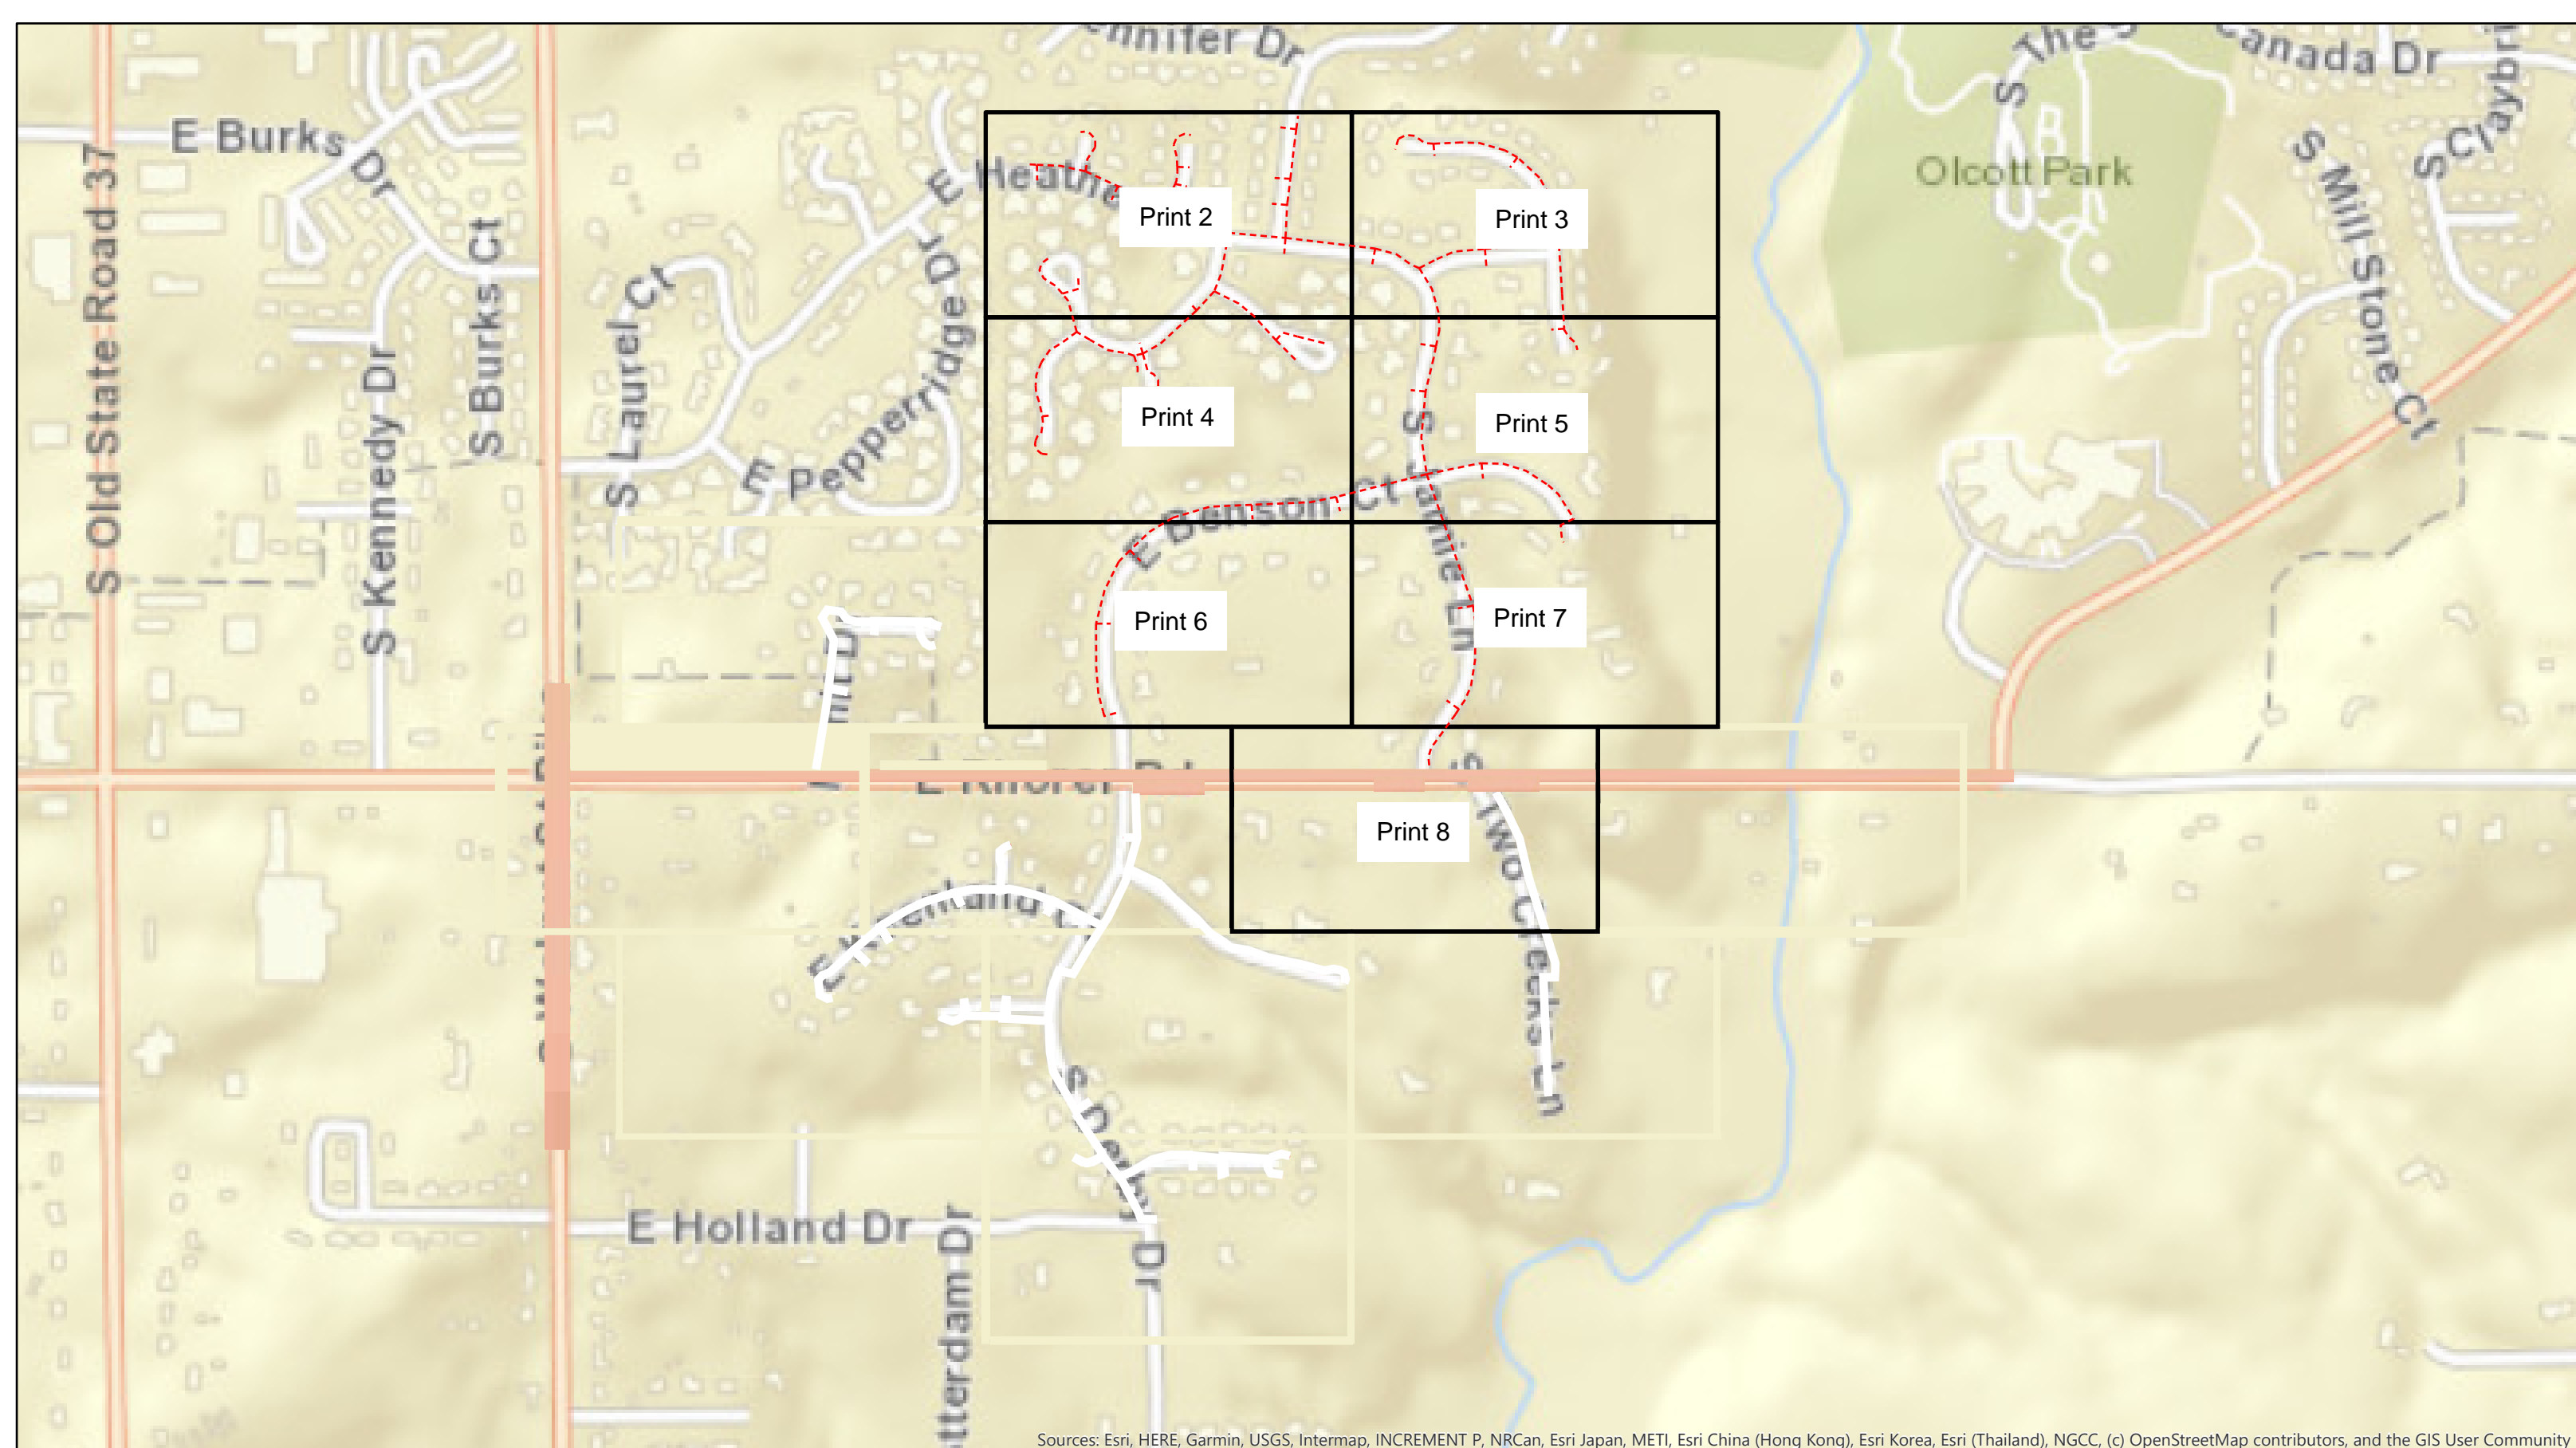 E Burks Dr
S Old State Road 37
S Kennedy Dr
S Burks Ct
S Laurel Ct
E Pepperridge Dr
E Heathe
Jennifer Dr
Print 2
Print 3
Print 4
Print 5
Print 6
Print 7
Print 8
E Benson Ct
S Jamie Ln
S Two Creeks Ln
S Derby Dr
E Holland Dr
otterdam Dr
Olcott Park
S The
Canada Dr
S Claybri
S Mill Stone Ct
Sources: Esri, HERE, Garmin, USGS, Intermap, INCREMENT P, NRCan, Esri Japan, METI, Esri China (Hong Kong), Esri Korea, Esri (Thailand), NGCC, (c) OpenStreetMap contributors, and the GIS User Community